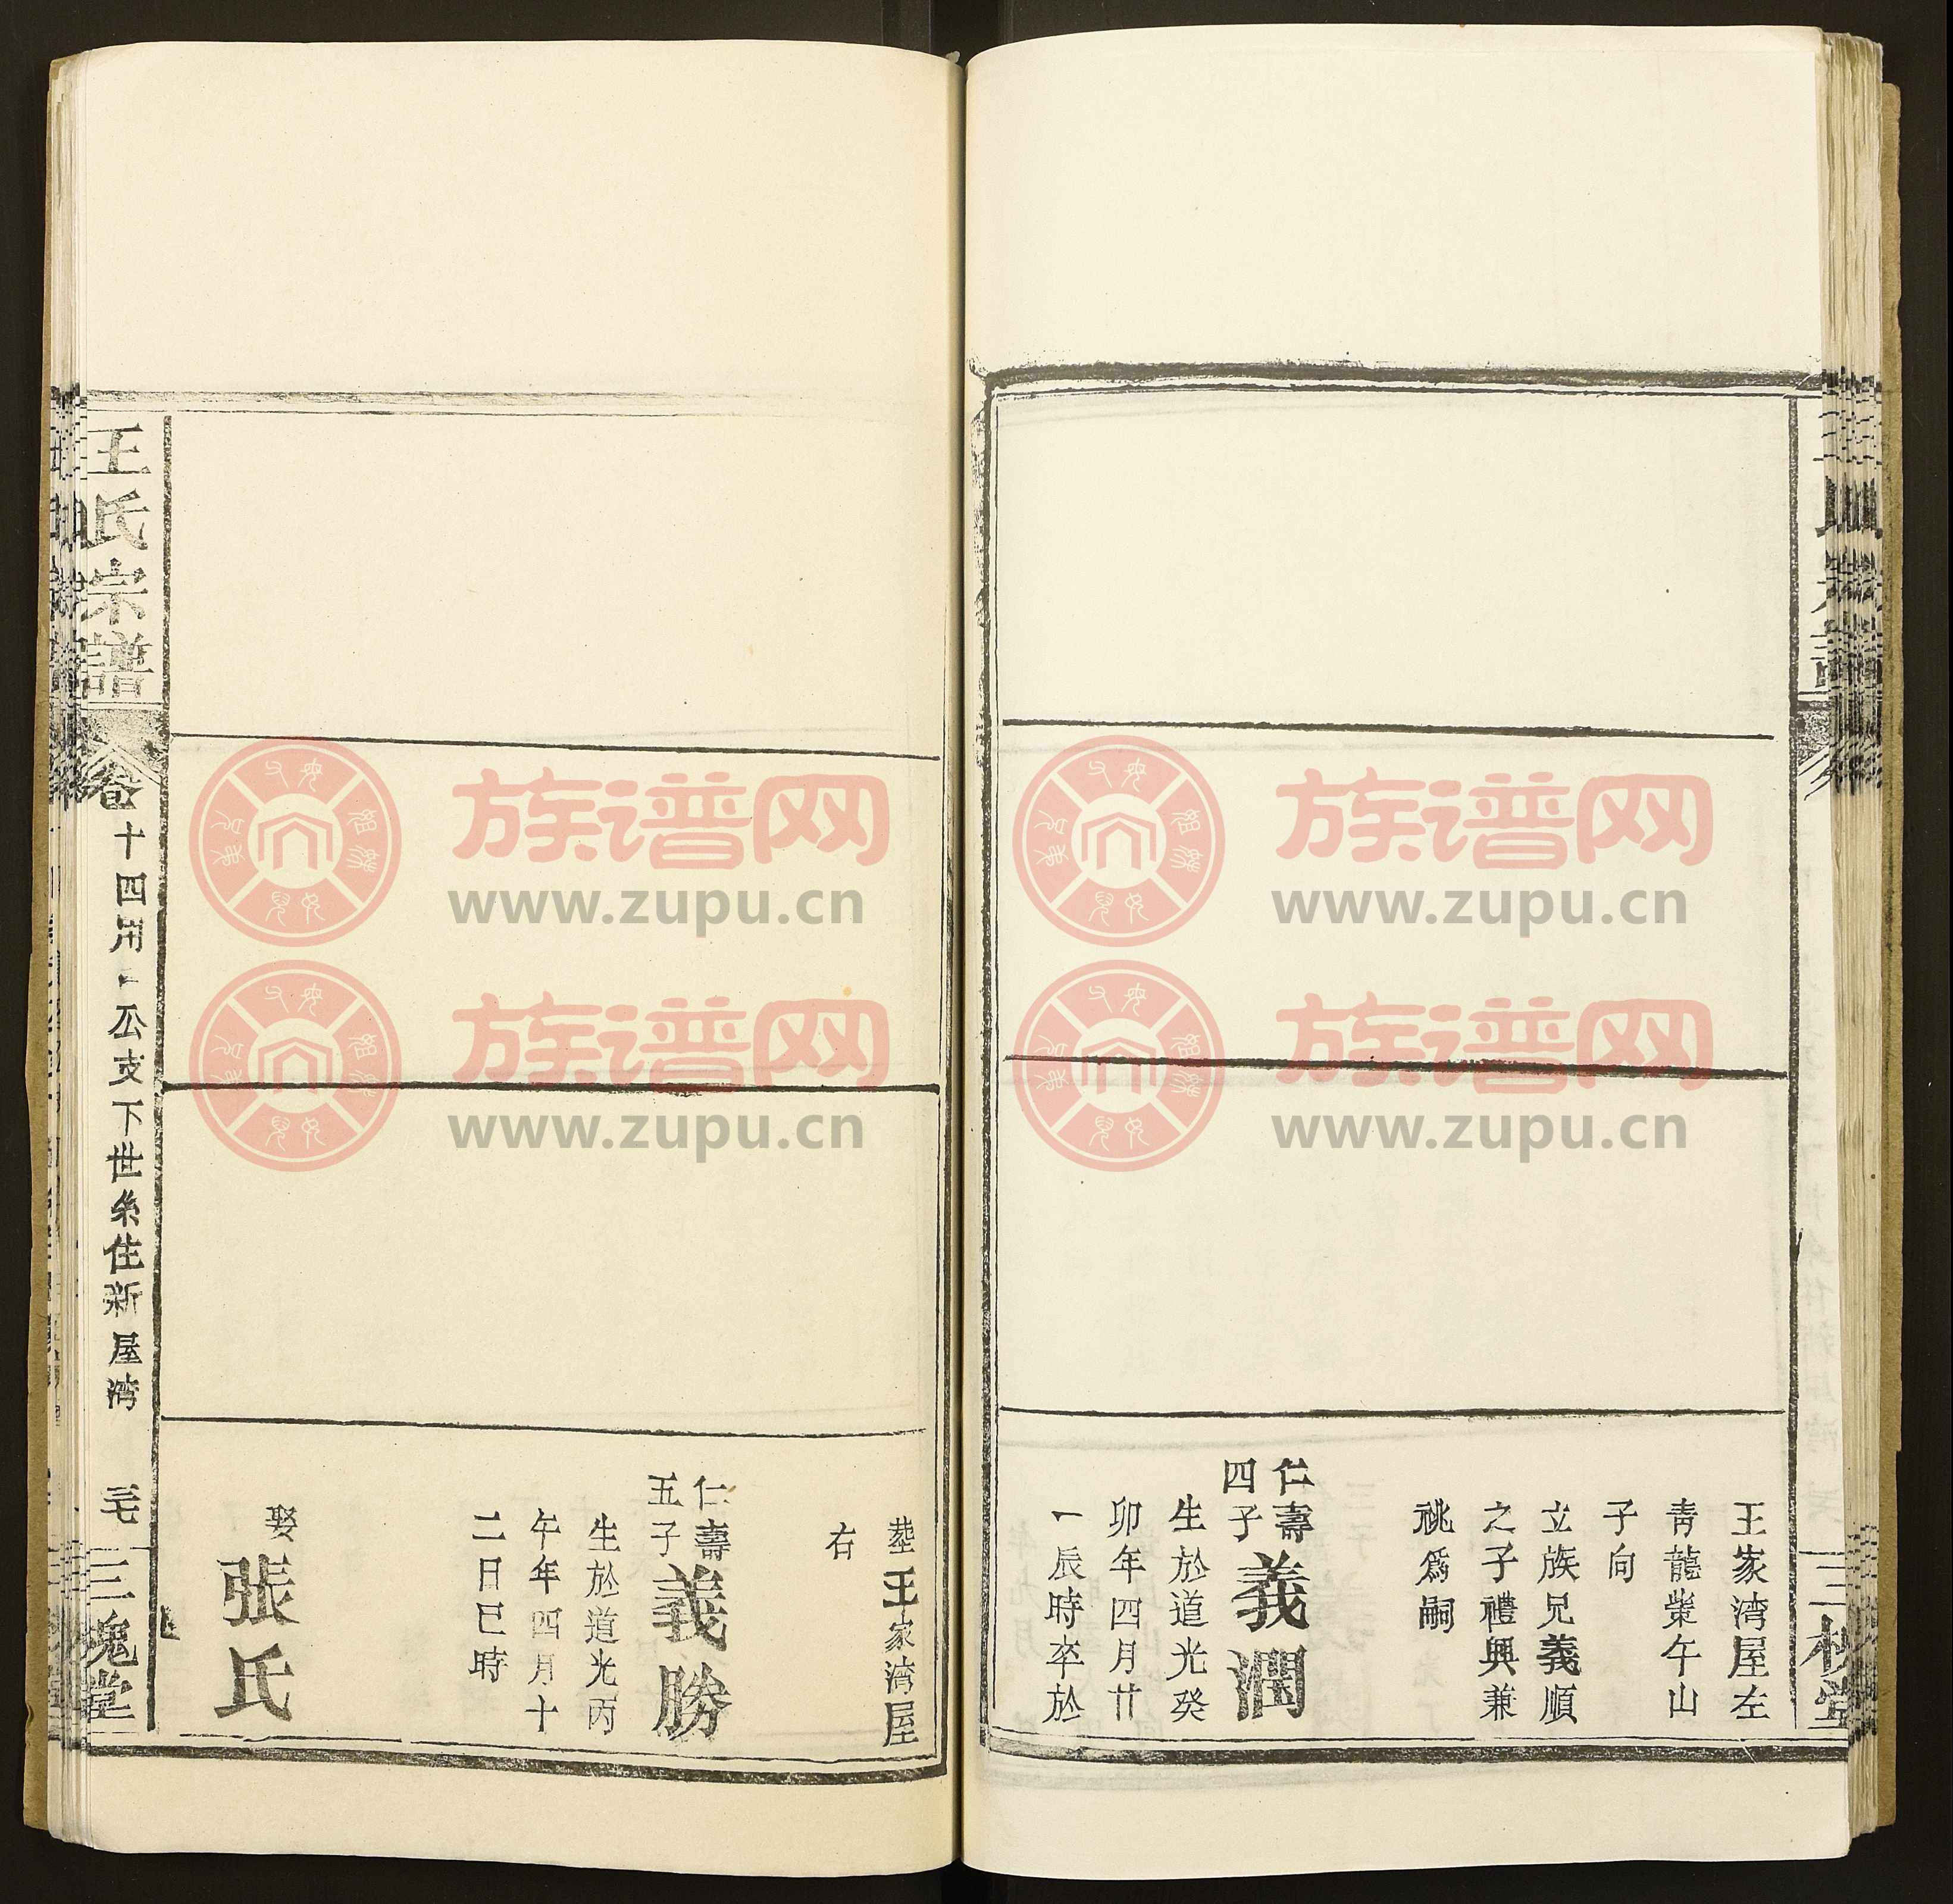 王家湾屋左
青龍嘴午山
子向
立族兄義順
之子禮興兼
祧爲嗣
仁壽
四子
義潤
生於道光癸
卯年四月廿
一辰時卒於
葬王家湾屋
右
仁壽
五子
義勝
生於道光丙
午年四月十
二日巳時
娶張氏
王氏宗譜
卷
十四用一公支下世系住新屋湾
三槐堂
三槐堂
族谱网
www.zupu.cn
族谱网
www.zupu.cn
族谱网
www.zupu.cn
族谱网
www.zupu.cn